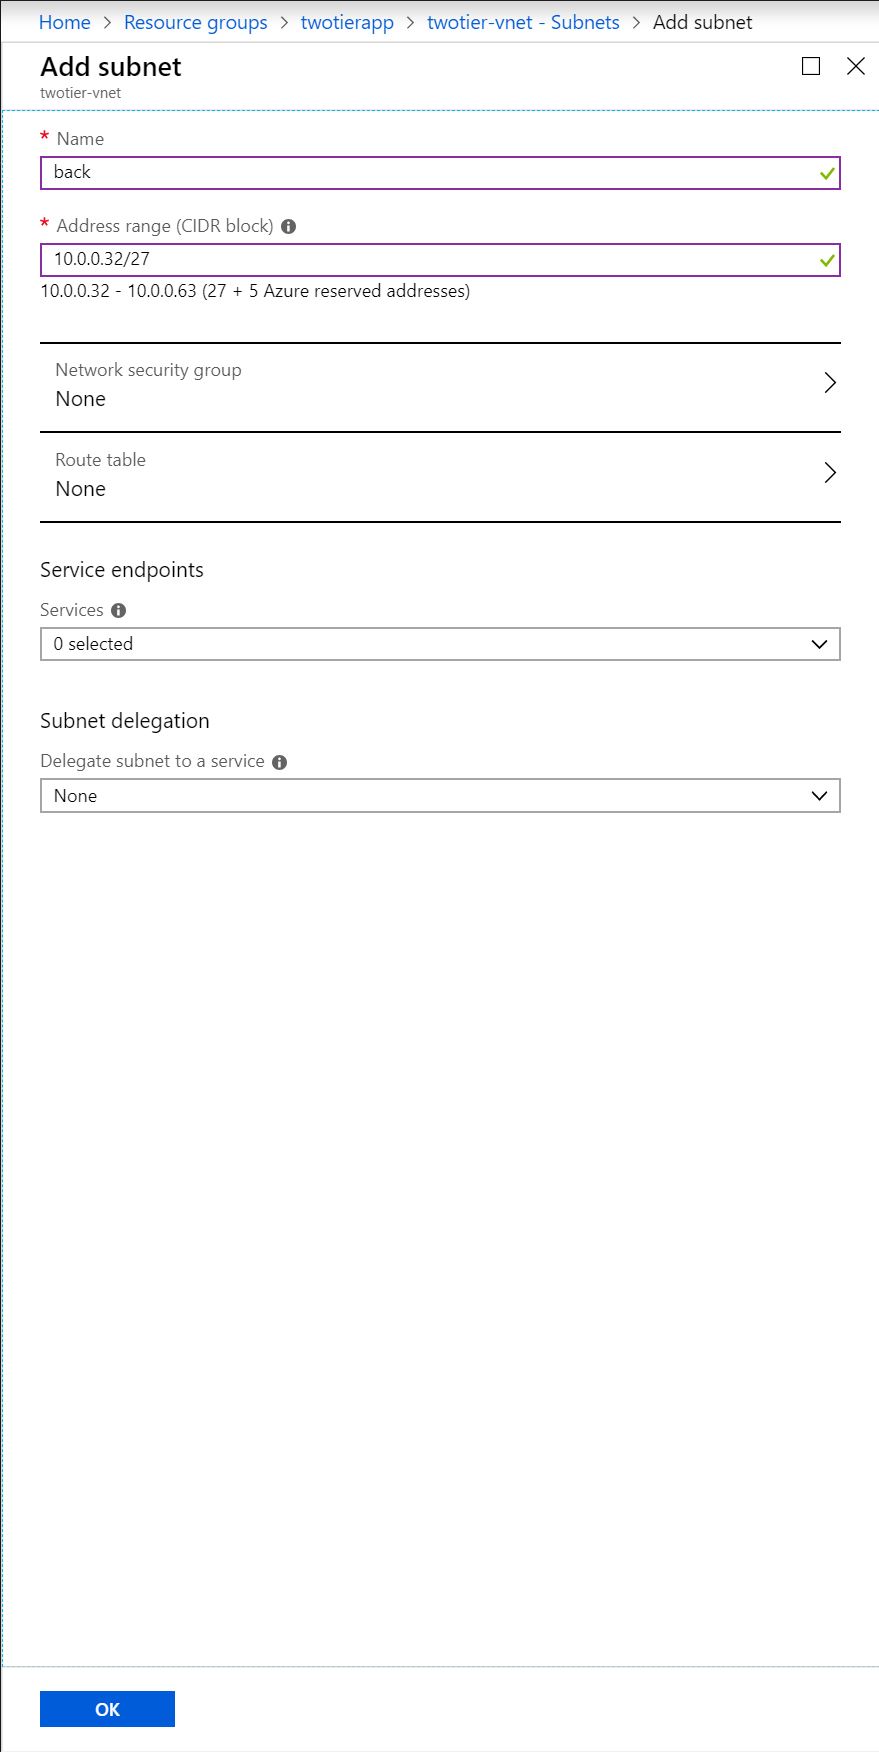 Home > Resource groups > twotierapp > twotier-vnet - Subnets > Add subnet
Add subnet
twotier-vnet
* Name
back
* Address range (CIDR block)
10.0.0.32/27
10.0.0.32 - 10.0.0.63 (27 + 5 Azure reserved addresses)
Network security group
None
Route table
None
Service endpoints
Services
0 selected
Subnet delegation
Delegate subnet to a service
None
OK